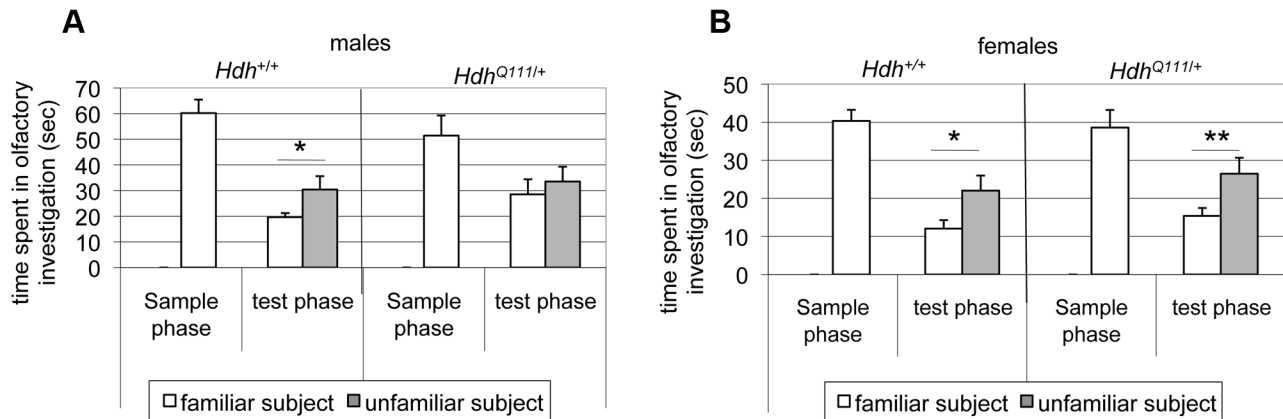 A
males
Hdh+/+
HdhQ111/+
time spent in olfactory
investigation (sec)
70
60
50
40
30
20
10
0
*
Sample
phase
test phase
Sample
phase
test phase
familiar subject
unfamiliar subject
B
females
Hdh+/+
HdhQ111/+
time spent in olfactory
investigation (sec)
50
40
30
20
10
0
*
**
Sample
phase
test phase
Sample
phase
test phase
familiar subject
unfamiliar subject